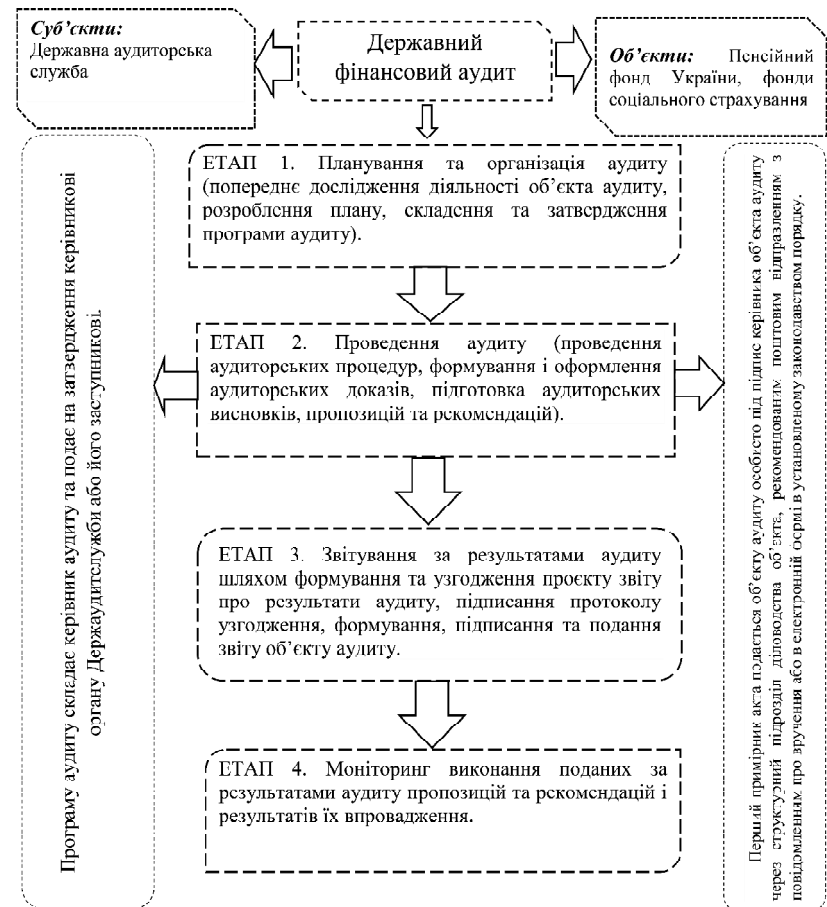 Суб’єкти:
Державна аудиторська
служба
Державний
фінансовий аудит
Об’єкти: Пенсійний
фонд України, фонди
соціального страхування
ЕТАП 1. Планування та організація аудиту
(попереднє дослідження діяльності об’єкта аудиту,
розроблення плану, складення та затвердження
програми аудиту).
ЕТАП 2. Проведення аудиту (проведення
аудиторських процедур, формування і оформлення
аудиторських доказів, підготовка аудиторських
висновків, пропозицій та рекомендацій).
ЕТАП 3. Звітування за результатами аудиту
шляхом формування та узгодження проєкту звіту
про результати аудиту, підписання протоколу
узгодження, формування, підписання та подання
звіту об’єкту аудиту.
ЕТАП 4. Моніторинг виконання поданих за
результатами аудиту пропозицій та рекомендацій і
результатів їх впровадження.
Програму аудиту складає керівник аудиту та подає на затвердження керівникові
органу Держаудитслужби або його заступникові.
Перший примірник акта подається об’єкту аудиту особисто під підпис керівника об’єкта аудиту
через структурний підрозділ діловодства об’єкта, рекомендованим поштовим відправленням з
повідомленням про вручення або в електронній формі в установленому законодавством порядку.